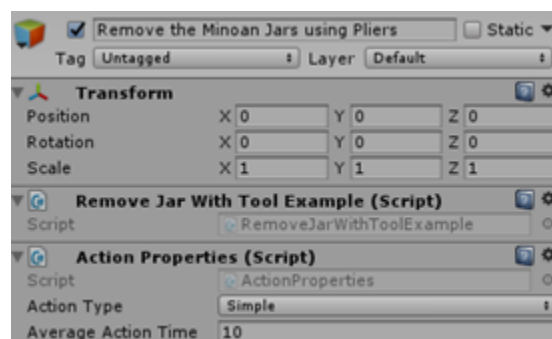 Remove the Minoan Jars using Pliers Static
Tag Untagged Layer Default
Transform
Position X 0 Y 0 Z 0
Rotation X 0 Y 0 Z 0
Scale X 1 Y 1 Z 1
Remove Jar With Tool Example (Script)
Script RemoveJarWithToolExample
Action Properties (Script)
Script ActionProperties
Action Type Simple
Average Action Time 10